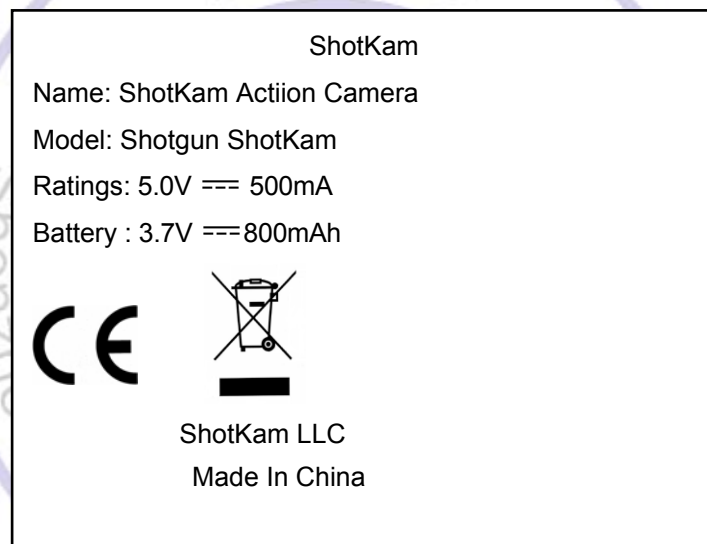 ShotKam
Name: ShotKam Actiion Camera
Model: Shotgun ShotKam
Ratings: 5.0V ⎓ 500mA
Battery : 3.7V ⎓800mAh
CE
ShotKam LLC
Made In China